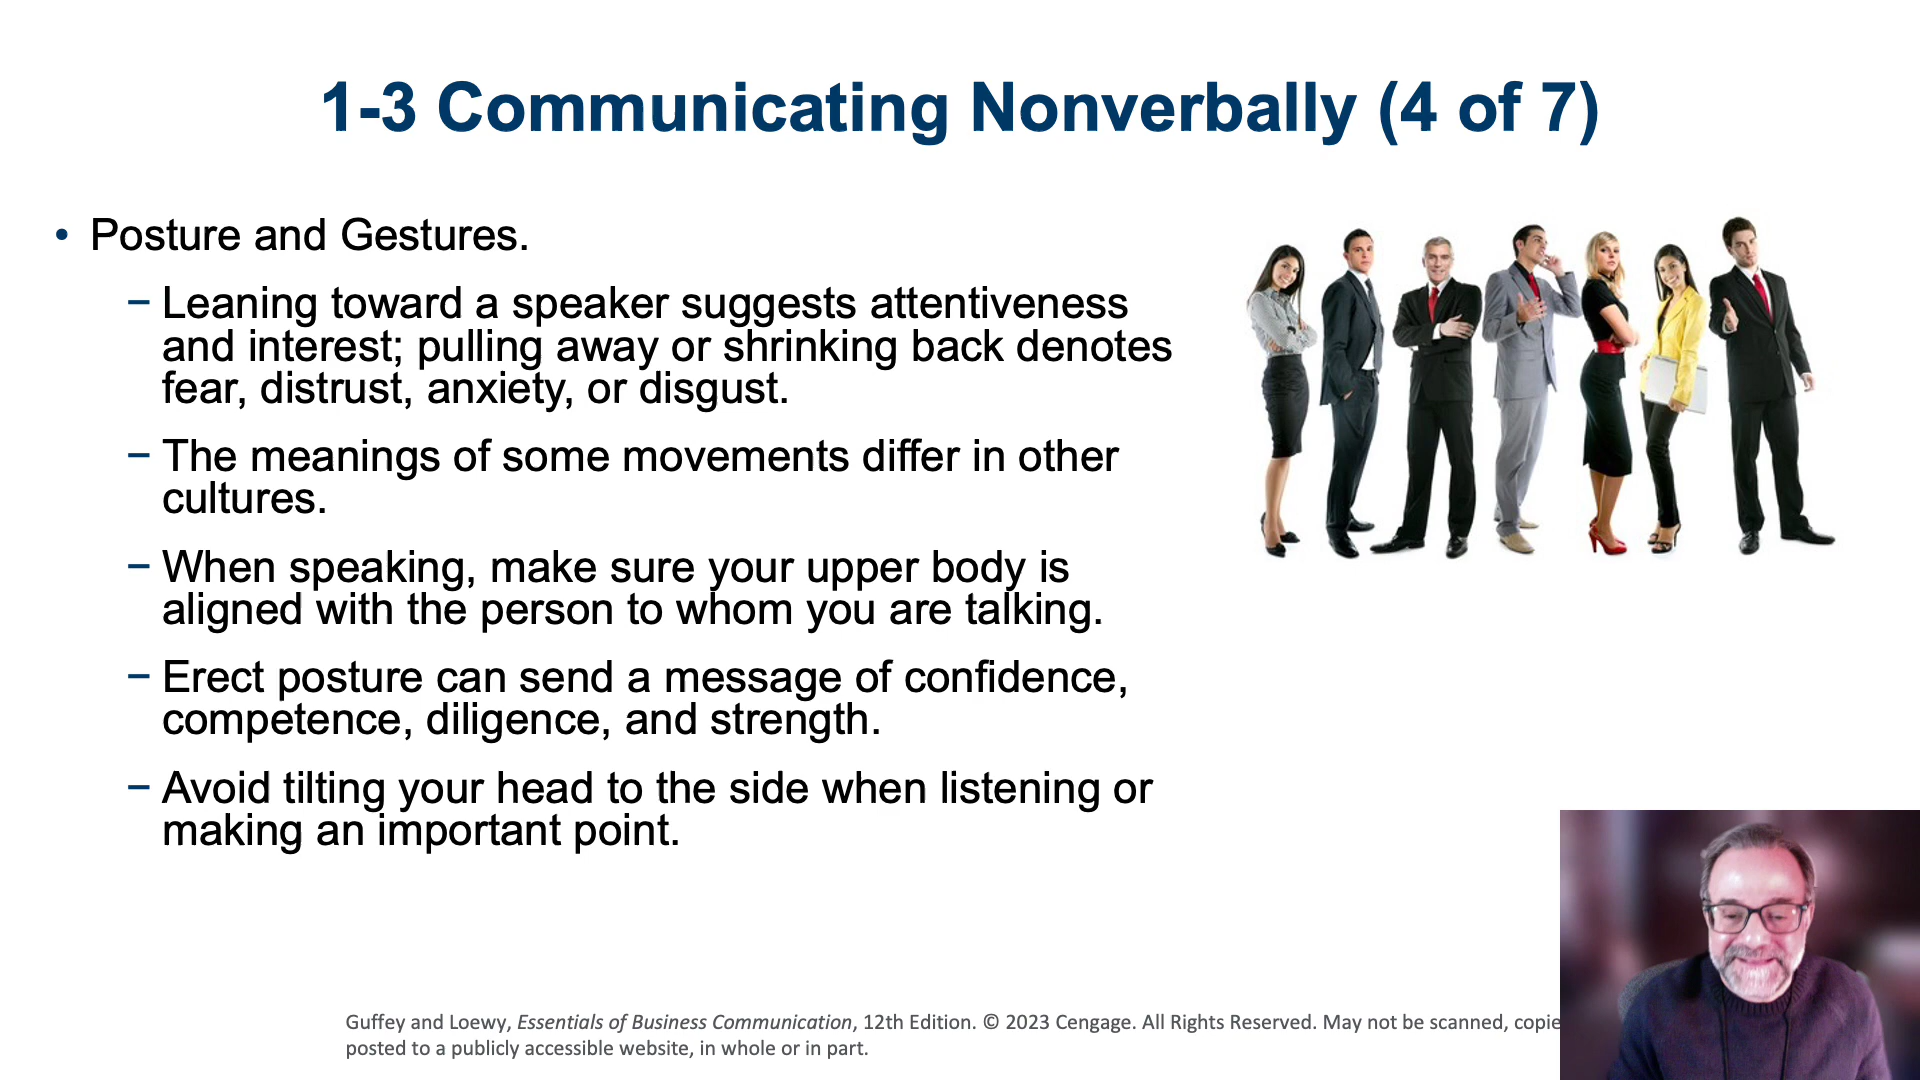 1-3 Communicating Nonverbally (4 of 7)
• Posture and Gestures.
− Leaning toward a speaker suggests attentiveness
and interest; pulling away or shrinking back denotes
fear, distrust, anxiety, or disgust.
− The meanings of some movements differ in other
cultures.
− When speaking, make sure your upper body is
aligned with the person to whom you are talking.
− Erect posture can send a message of confidence,
competence, diligence, and strength.
− Avoid tilting your head to the side when listening or
making an important point.
Guffey and Loewy, Essentials of Business Communication, 12th Edition. © 2023 Cengage. All Rights Reserved. May not be scanned,
posted to a publicly accessible website, in whole or in part.